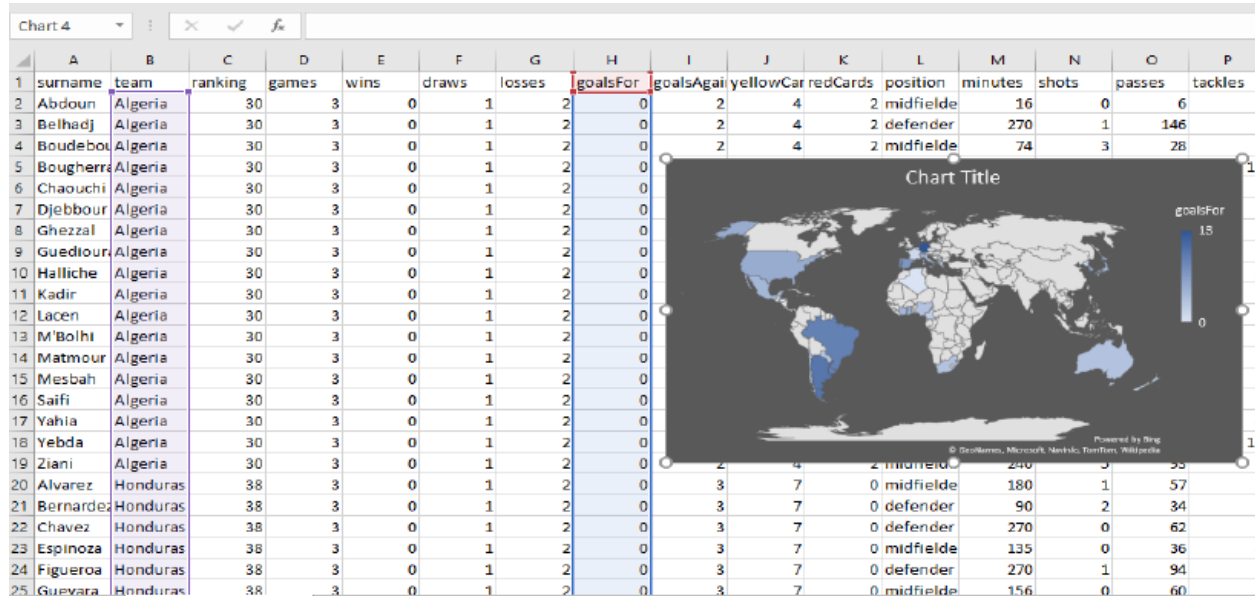 Chart 4 fx
A B C D E F G H I J K L M N O P
1 surname team ranking games wins draws losses goalsFor goalsAgai yellowCar redCards position minutes shots passes tackles
2 Abdoun Algeria 30 3 0 1 2 0 2 4 2 midfielde 16 0 6
3 Belhadj Algeria 30 3 0 1 2 0 2 4 2 defender 270 1 146
4 Boudebou Algeria 30 3 0 1 2 0 2 4 2 midfielde 74 3 28
5 Bougherra Algeria 30 3 0 1 2 0 1
6 Chaouchi Algeria 30 3 0 1 2 0
7 Djebbour Algeria 30 3 0 1 2 0
8 Ghezzal Algeria 30 3 0 1 2 0
9 Guediour Algeria 30 3 0 1 2 0
10 Halliche Algeria 30 3 0 1 2 0
11 Kadir Algeria 30 3 0 1 2 0
12 Lacen Algeria 30 3 0 1 2 0
13 M'Bolhi Algeria 30 3 0 1 2 0
14 Matmour Algeria 30 3 0 1 2 0
15 Mesbah Algeria 30 3 0 1 2 0
16 Saifi Algeria 30 3 0 1 2 0
17 Yahia Algeria 30 3 0 1 2 0
18 Yebda Algeria 30 3 0 1 2 0 1
19 Ziani Algeria 30 3 0 1 2 0 2 4 2 midfielde 240 93
20 Alvarez Honduras 38 3 0 1 2 0 3 7 0 midfielde 180 1 57
21 Bernardez Honduras 38 3 0 1 2 0 3 7 0 defender 90 2 34
22 Chavez Honduras 38 3 0 1 2 0 3 7 0 defender 270 0 62
23 Espinoza Honduras 38 3 0 1 2 0 3 7 0 midfielde 135 0 36
24 Figueroa Honduras 38 3 0 1 2 0 3 7 0 defender 270 1 94
25 Guevara Honduras 38 3 0 1 2 0 3 7 0 midfielde 156 0 60
Chart Title
goalsFor
13
0
Powered by Bing
© GeoNames, Microsoft, Navinfo, TomTom, Wikipedia